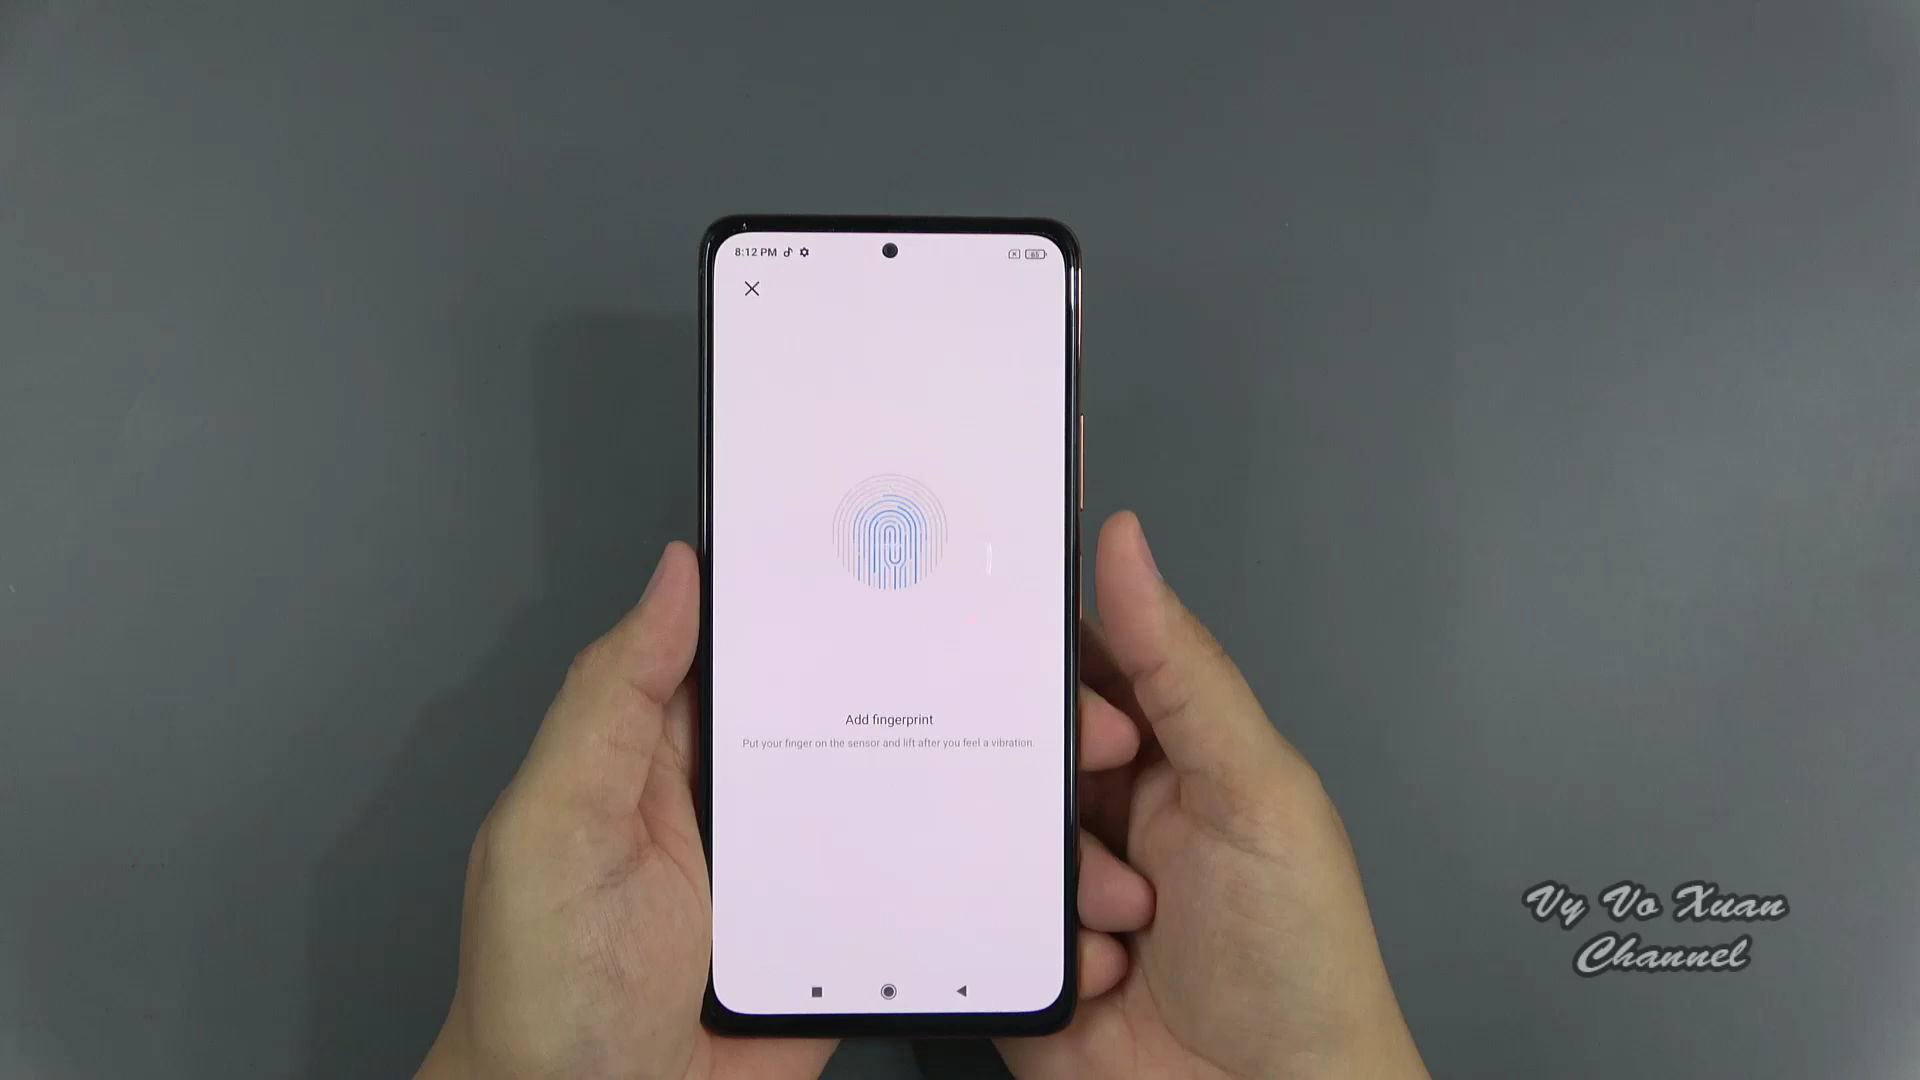 8:12 PM
Add fingerprint
Put your finger on the sensor and lift after you feel a vibration.
Vy Vo Xuan
Channel